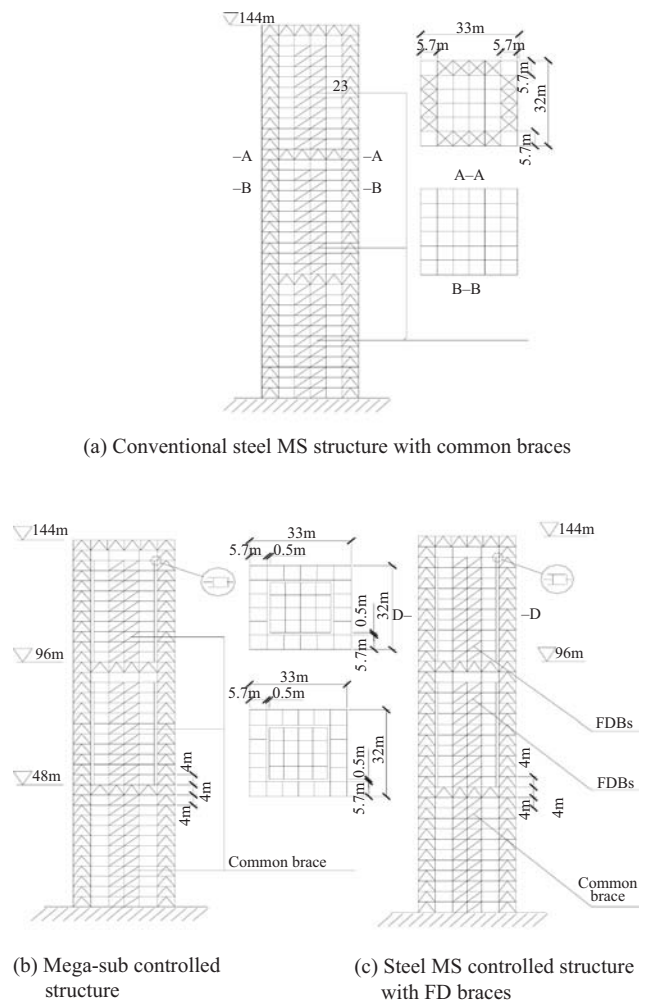 144m
33m
5.7m
5.7m
23
5.7m
32m
5.7m
–A
–A
A–A
–B
–B
B–B
(a) Conventional steel MS structure with common braces
144m
33m
5.7m
0.5m
32m
0.5m
5.7m
96m
33m
5.7m
0.5m
32m
0.5m
5.7m
48m
4m
4m
4m
Common brace
144m
D–
–D
96m
FDBs
FDBs
4m
4m
4m
Common
brace
(b) Mega-sub controlled
structure
(c) Steel MS controlled structure
with FD braces